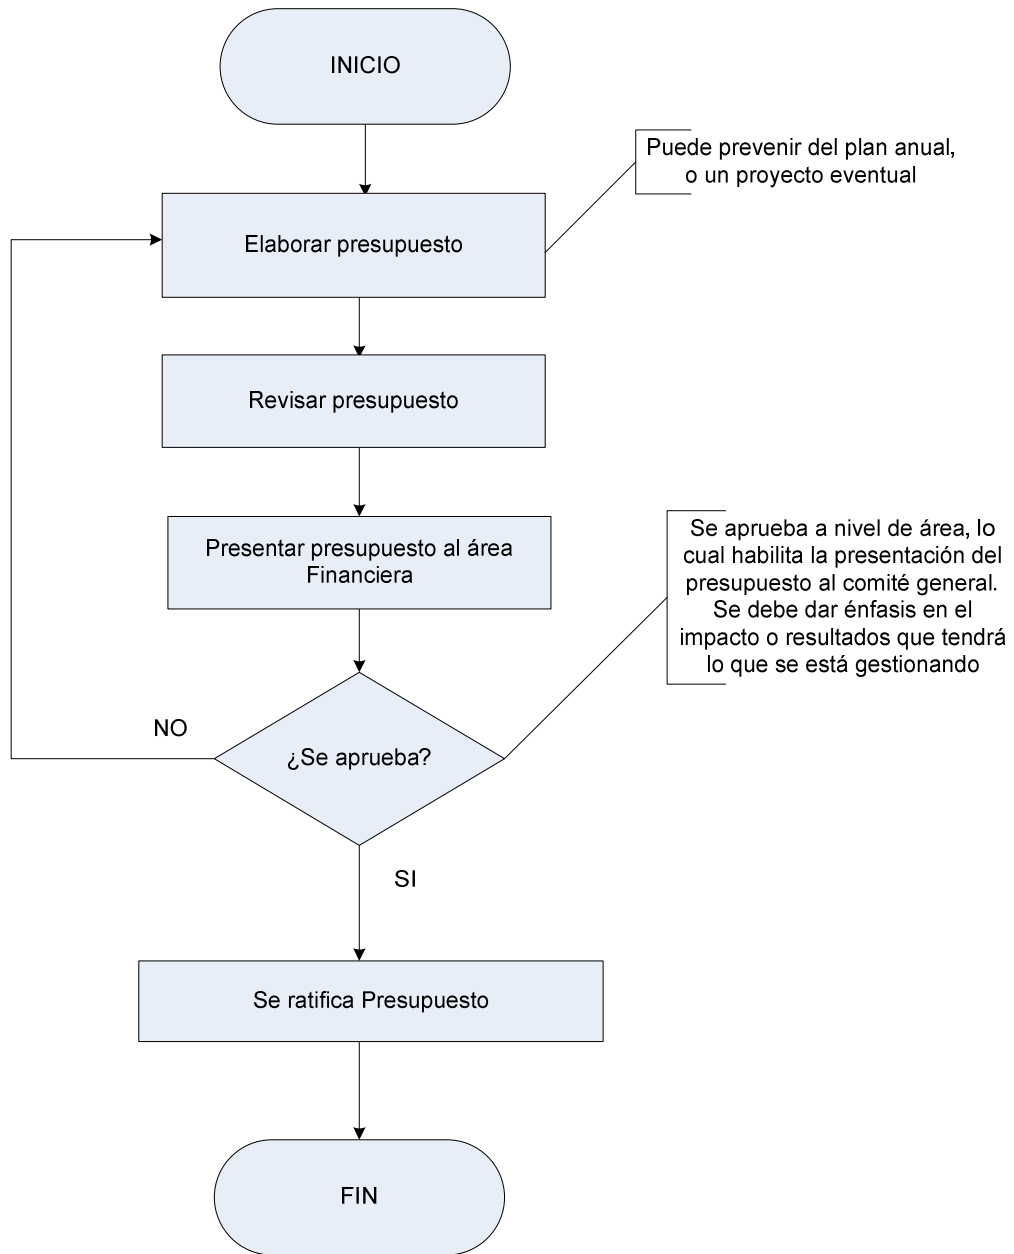 INICIO
Puede prevenir del plan anual,
o un proyecto eventual
Elaborar presupuesto
Revisar presupuesto
Presentar presupuesto al área
Financiera
Se aprueba a nivel de área, lo
cual habilita la presentación del
presupuesto al comité general.
Se debe dar énfasis en el
impacto o resultados que tendrá
lo que se está gestionando
NO
¿Se aprueba?
SI
Se ratifica Presupuesto
FIN